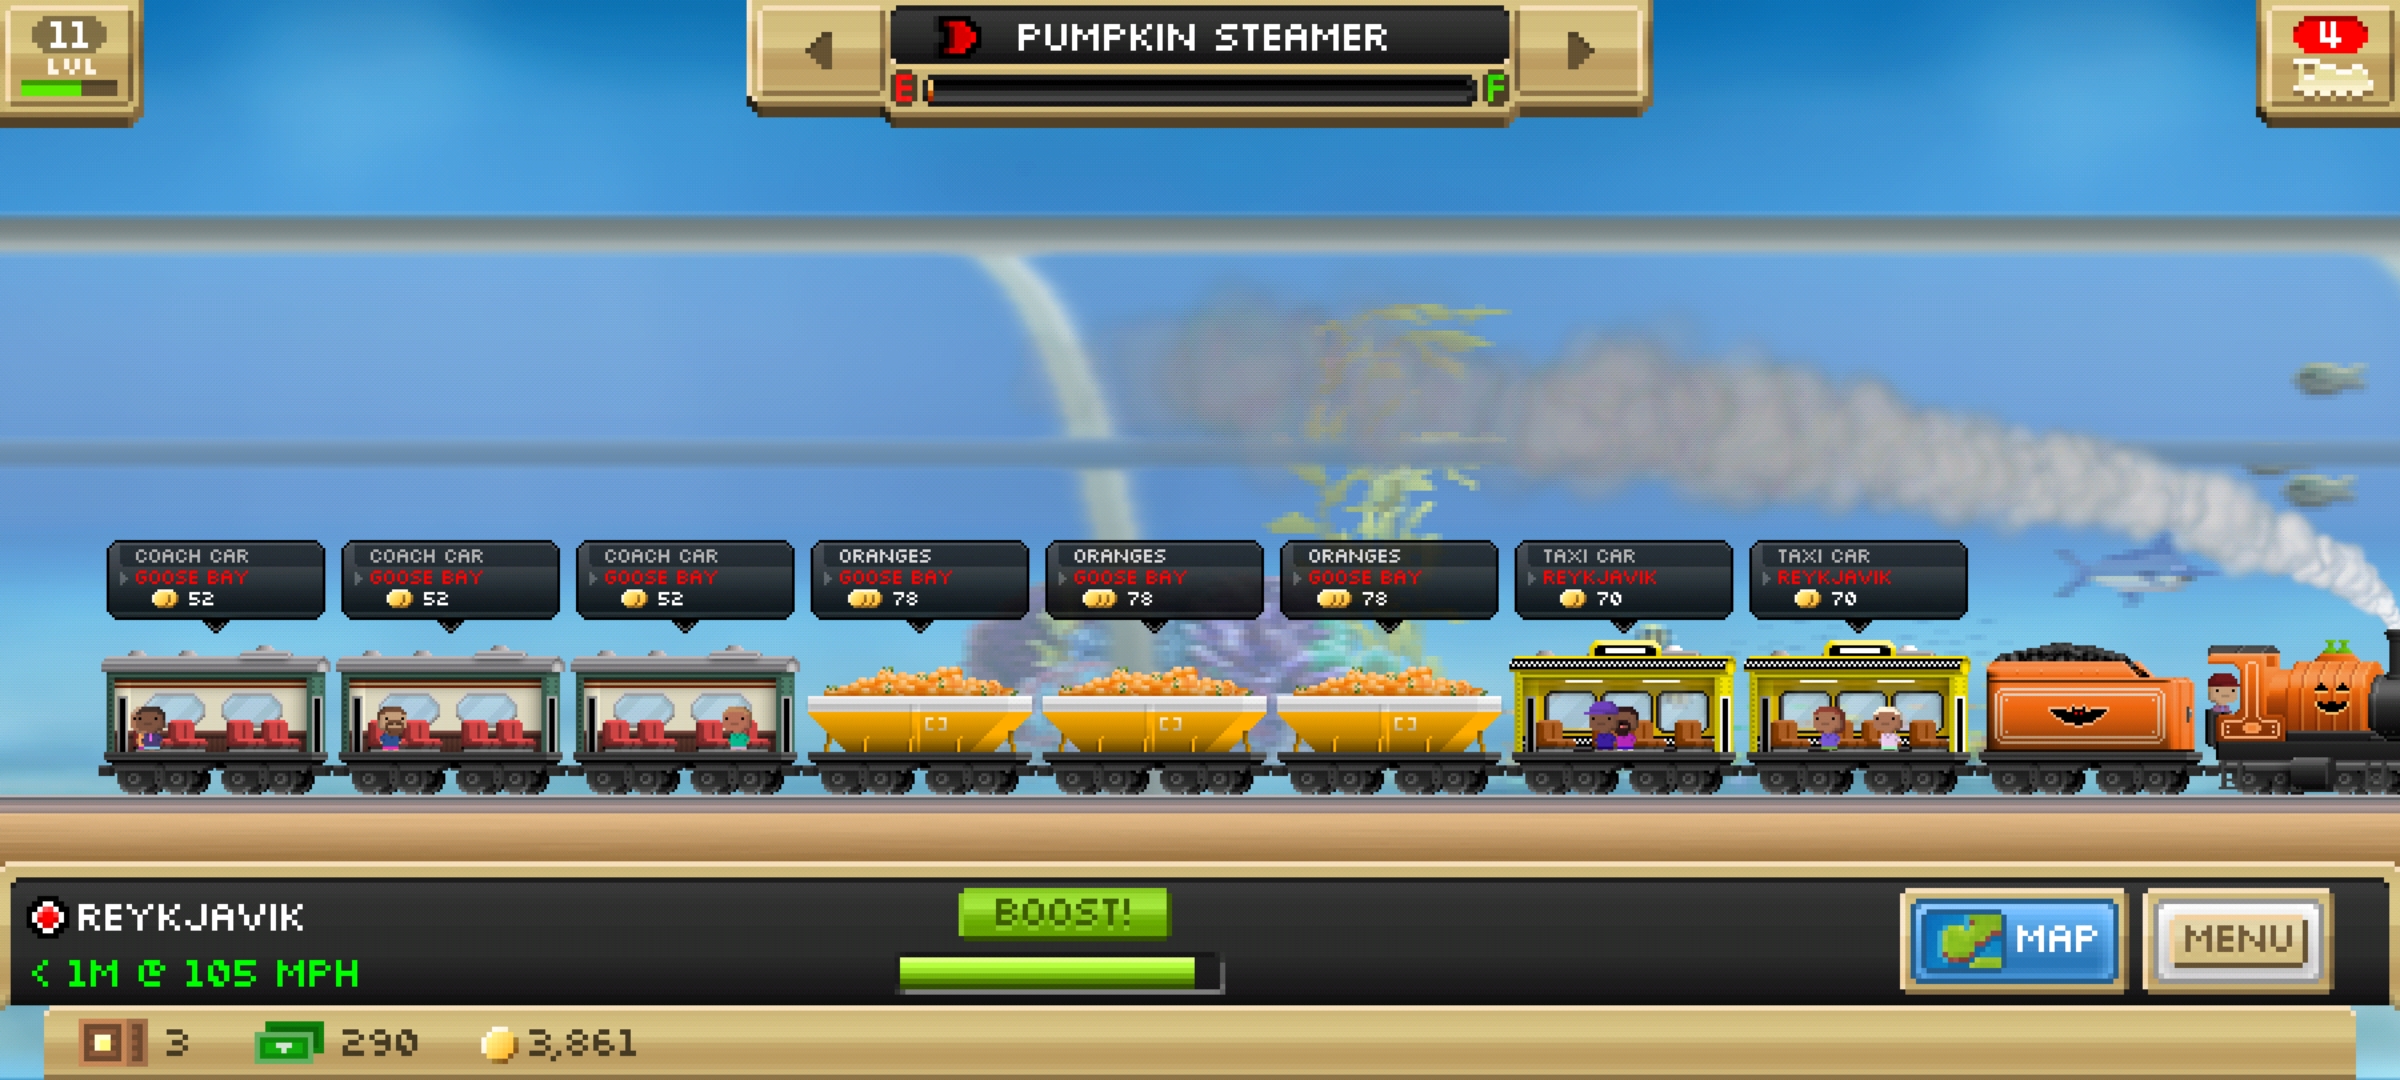 11
LVL
PUMPKIN STEAMER
E F
4
COACH CAR
GOOSE BAY
52
COACH CAR
GOOSE BAY
52
COACH CAR
GOOSE BAY
52
ORANGES
GOOSE BAY
78
ORANGES
GOOSE BAY
78
ORANGES
GOOSE BAY
78
TAXI CAR
REYKJAVIK
70
TAXI CAR
REYKJAVIK
70
REYKJAVIK
< 1M @ 105 MPH
BOOST!
MAP
MENU
3
290
3,861